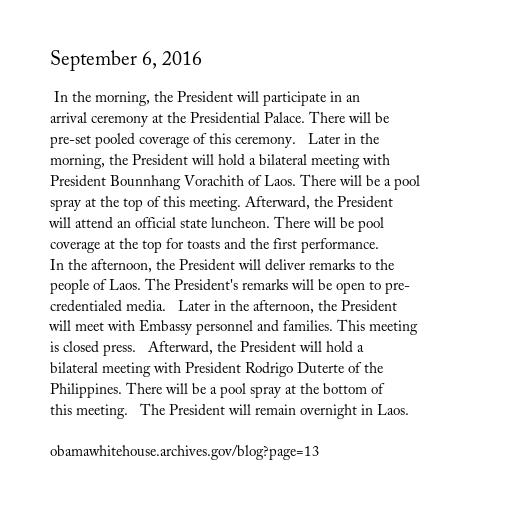 September 6, 2016
In the morning, the President will participate in an
arrival ceremony at the Presidential Palace. There will be
pre-set pooled coverage of this ceremony.   Later in the
morning, the President will hold a bilateral meeting with
President Bounnhang Vorachith of Laos. There will be a pool
spray at the top of this meeting. Afterward, the President
will attend an official state luncheon. There will be pool
coverage at the top for toasts and the first performance.
In the afternoon, the President will deliver remarks to the
people of Laos. The President's remarks will be open to pre-
credentialed media.   Later in the afternoon, the President
will meet with Embassy personnel and families. This meeting
is closed press.   Afterward, the President will hold a
bilateral meeting with President Rodrigo Duterte of the
Philippines. There will be a pool spray at the bottom of
this meeting.   The President will remain overnight in Laos.
obamawhitehouse.archives.gov/blog?page=13